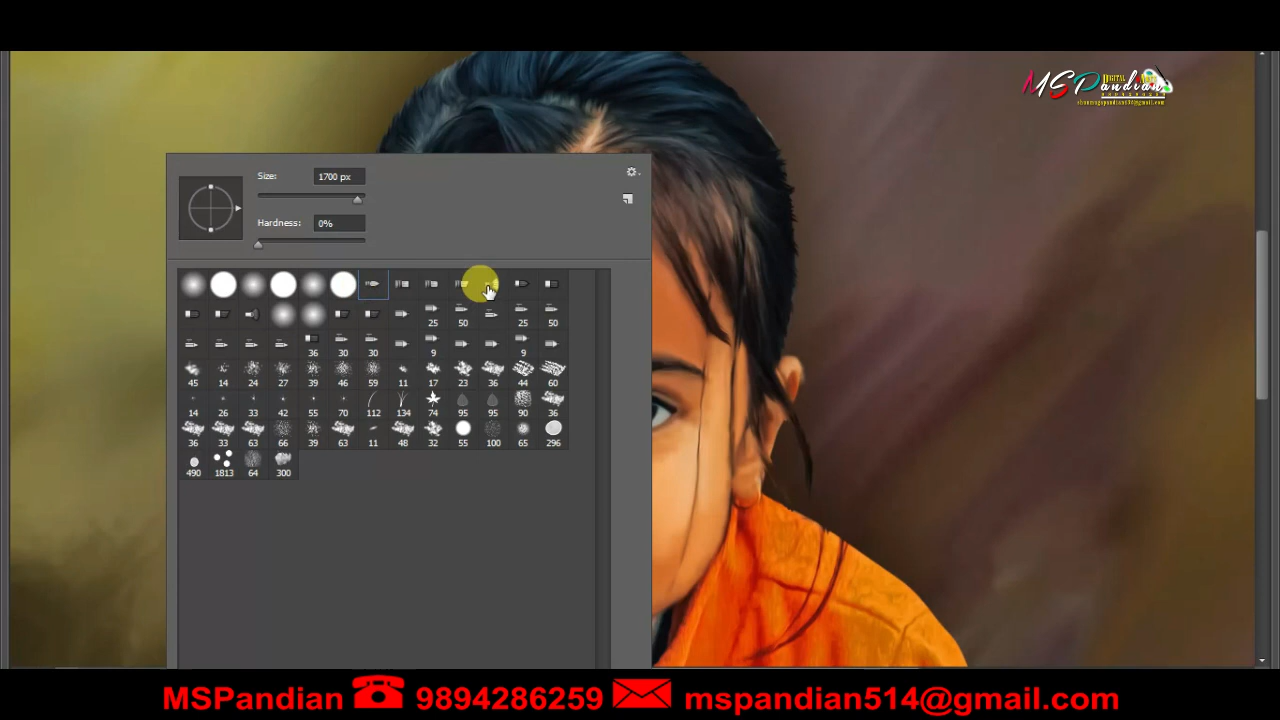 MSPandian
DIGITAL
Size: 1700 px
Hardness: 0%
25 50 25 50
36 30 30 9 9
45 14 24 27 39 46 59 11 17 23 36 44 60
14 26 33 42 55 70 112 134 74 95 95 90 36
36 33 63 66 39 63 11 48 32 55 100 65 296
490 1813 64 300
MSPandian 9894286259 mspandian514@gmail.com